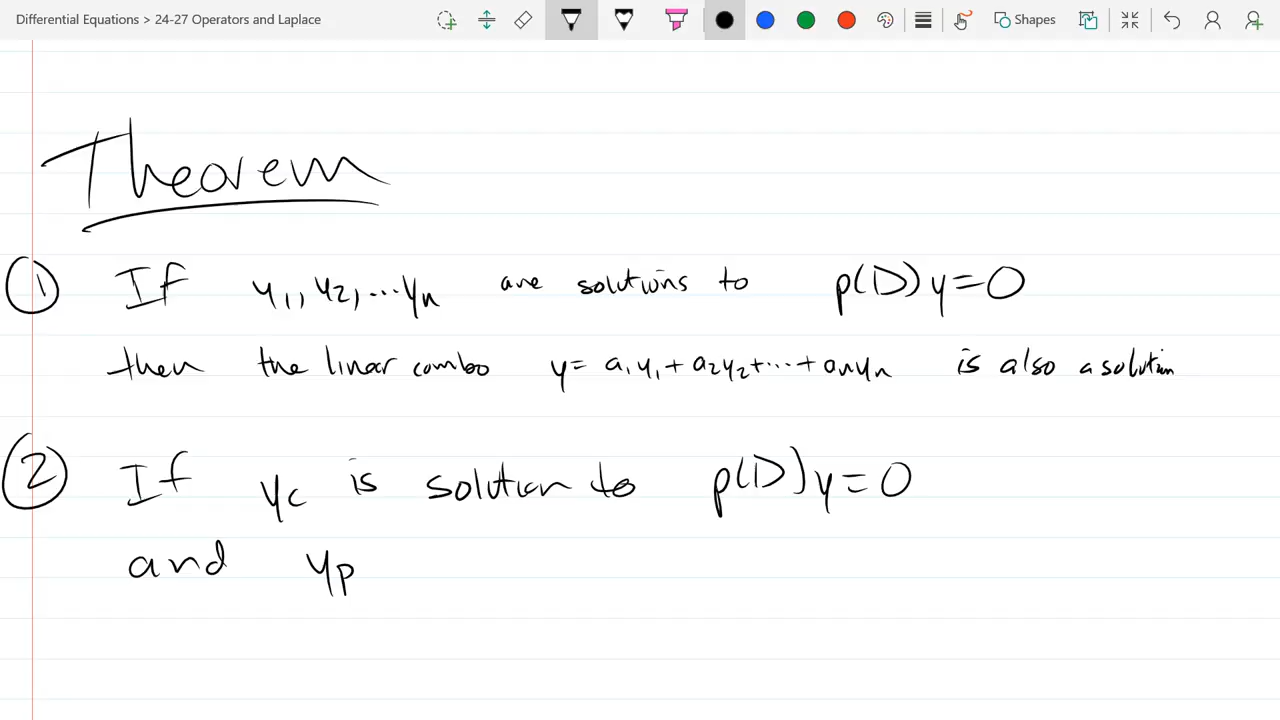 Differential Equations > 24-27 Operators and Laplace
Shapes
Theorem
① If y₁, y₂, ... yₙ are solutions to p(D)y=0
then the linear combo y= a₁y₁ + a₂y₂ + ... + aₙyₙ is also a solution
② If yc is solution to p(D)y=0
and yp